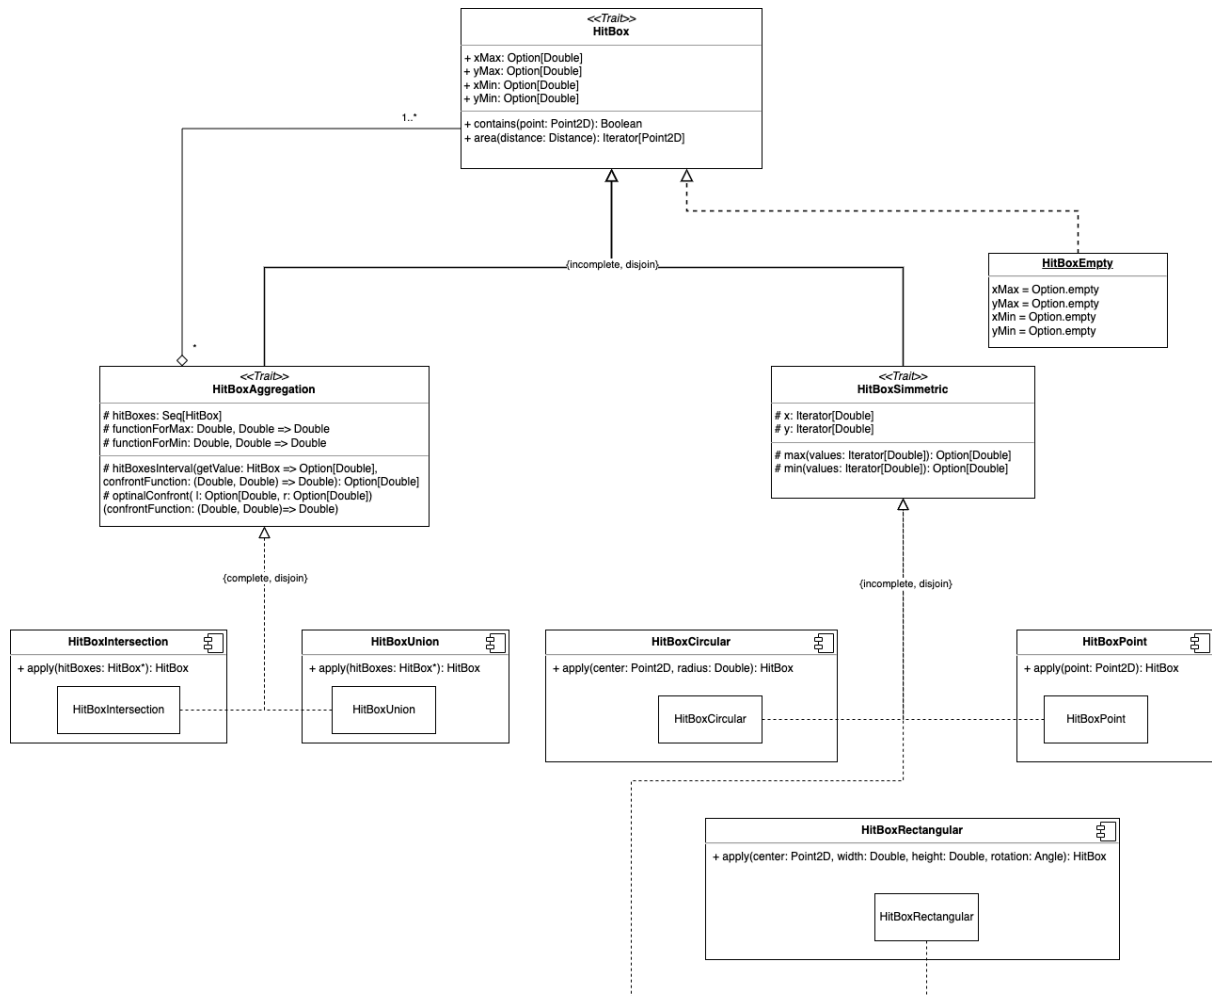 <<Trait>>
HitBox
+ xMax: Option[Double]
+ yMax: Option[Double]
+ xMin: Option[Double]
+ yMin: Option[Double]
+ contains(point: Point2D): Boolean
+ area(distance: Distance): Iterator[Point2D]
1..*
{incomplete, disjoin}
HitBoxEmpty
xMax = Option.empty
yMax = Option.empty
xMin = Option.empty
yMin = Option.empty
*
<<Trait>>
HitBoxAggregation
# hitBoxes: Seq[HitBox]
# functionForMax: Double, Double => Double
# functionForMin: Double, Double => Double
# hitBoxesInterval(getValue: HitBox => Option[Double],
confrontFunction: (Double, Double) => Double): Option[Double]
# optinalConfront( l: Option[Double, r: Option[Double])
(confrontFunction: (Double, Double)=> Double)
<<Trait>>
HitBoxSimmetric
# x: Iterator[Double]
# y: Iterator[Double]
# max(values: Iterator[Double]): Option[Double]
# min(values: Iterator[Double]): Option[Double]
{complete, disjoin}
{incomplete, disjoin}
HitBoxIntersection
+ apply(hitBoxes: HitBox*): HitBox
HitBoxIntersection
HitBoxUnion
+ apply(hitBoxes: HitBox*): HitBox
HitBoxUnion
HitBoxCircular
+ apply(center: Point2D, radius: Double): HitBox
HitBoxCircular
HitBoxPoint
+ apply(point: Point2D): HitBox
HitBoxPoint
HitBoxRectangular
+ apply(center: Point2D, width: Double, height: Double, rotation: Angle): HitBox
HitBoxRectangular